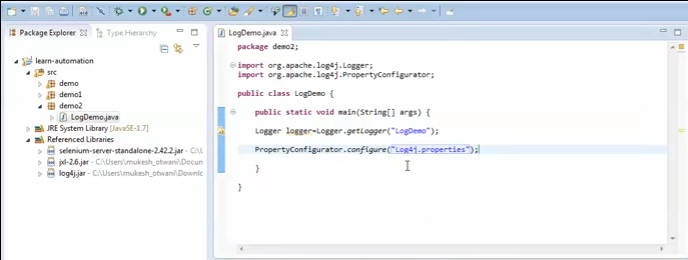 Package Explorer
Type Hierarchy
learn-automation
src
demo
demo1
demo2
LogDemo.java
JRE System Library [JavaSE-1.7]
Referenced Libraries
selenium-server-standalone-2.42.2.jar
jxl-2.6.jar - C:\Users\mukesh_otwani\Docum
log4j.jar - C:\Users\mukesh_otwani\Downl
LogDemo.java
package demo2;
import org.apache.log4j.Logger;
import org.apache.log4j.PropertyConfigurator;
public class LogDemo {
public static void main(String[] args) {
Logger logger=Logger.getLogger("LogDemo");
PropertyConfigurator.configure("Log4j.properties");
}
}